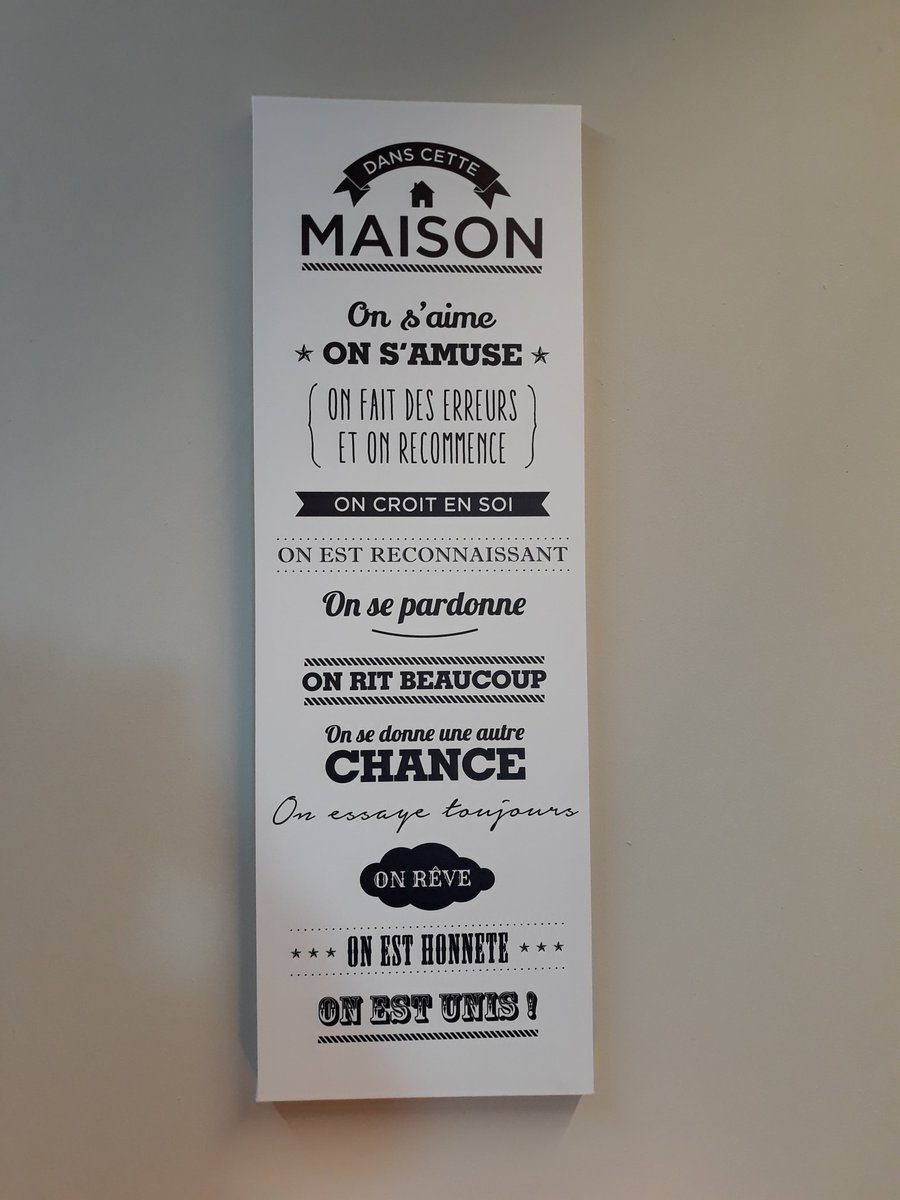 DANS CETTE
MAISON
On s'aime
ON S'AMUSE
ON FAIT DES ERREURS
ET ON RECOMMENCE
ON CROIT EN SOI
ON EST RECONNAISSANT
On se pardonne
ON RIT BEAUCOUP
On se donne une autre
CHANCE
On essaye toujours
ON RÊVE
ON EST HONNETE
ON EST UNIS !